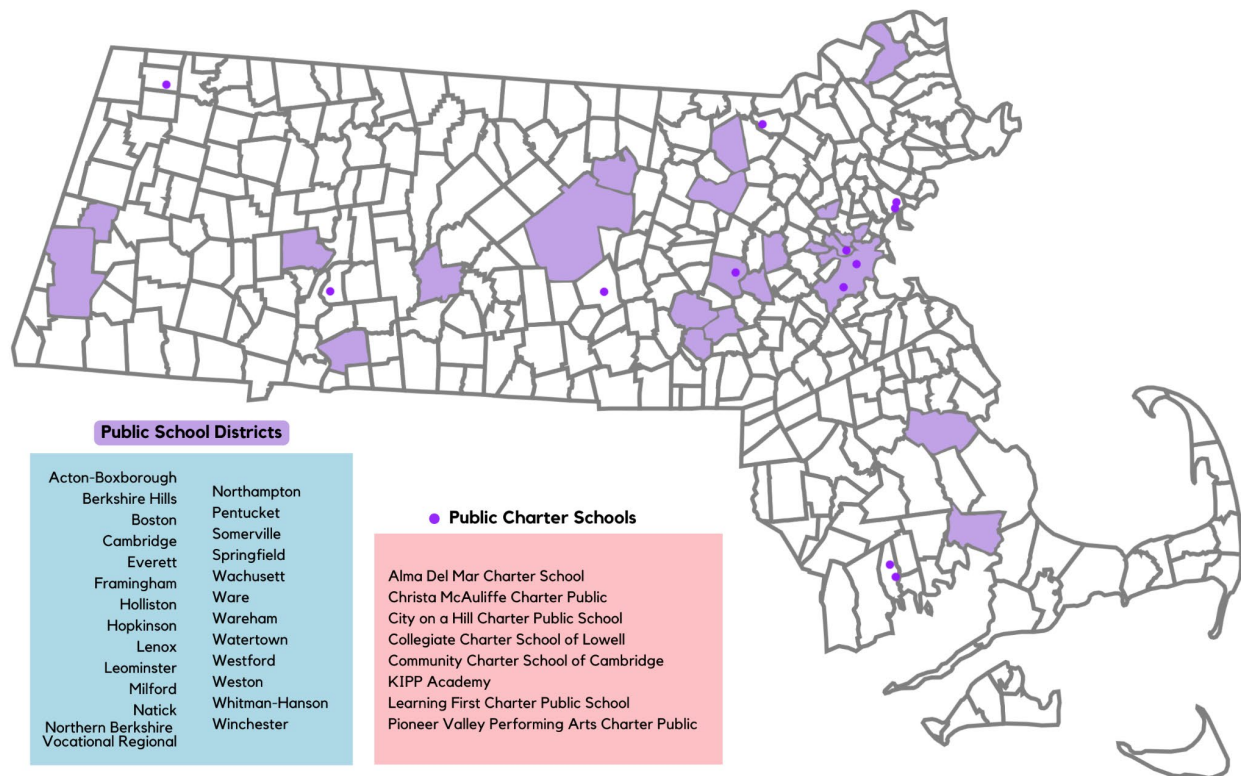 Public School Districts
Acton-Boxborough
Berkshire Hills
Boston
Cambridge
Everett
Framingham
Holliston
Hopkinson
Lenox
Leominster
Milford
Natick
Northern Berkshire
Vocational Regional
Northampton
Pentucket
Somerville
Springfield
Wachusett
Ware
Wareham
Watertown
Westford
Weston
Whitman-Hanson
Winchester
Public Charter Schools
Alma Del Mar Charter School
Christa McAuliffe Charter Public
City on a Hill Charter Public School
Collegiate Charter School of Lowell
Community Charter School of Cambridge
KIPP Academy
Learning First Charter Public School
Pioneer Valley Performing Arts Charter Public